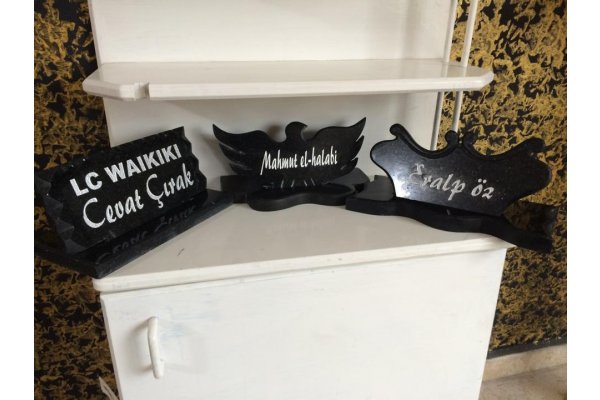 LC WAIKIKI
Cevat Çırak
Mahmut el-halabi
Eralp öz